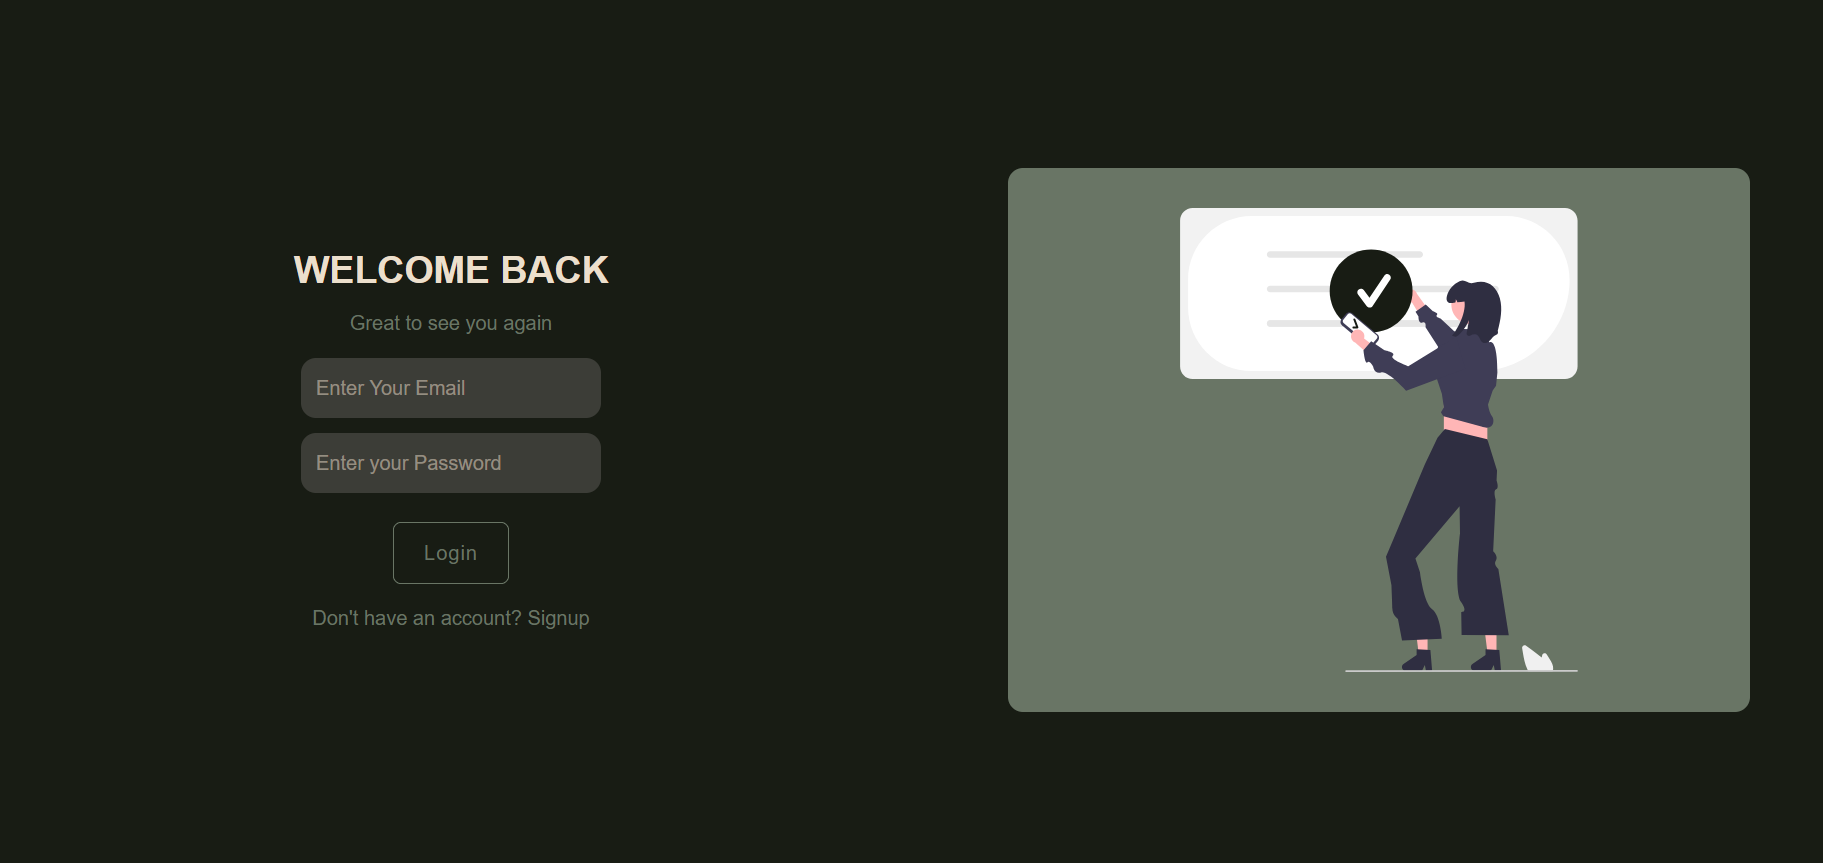 WELCOME BACK
Great to see you again
Enter Your Email
Enter your Password
Login
Don't have an account? Signup